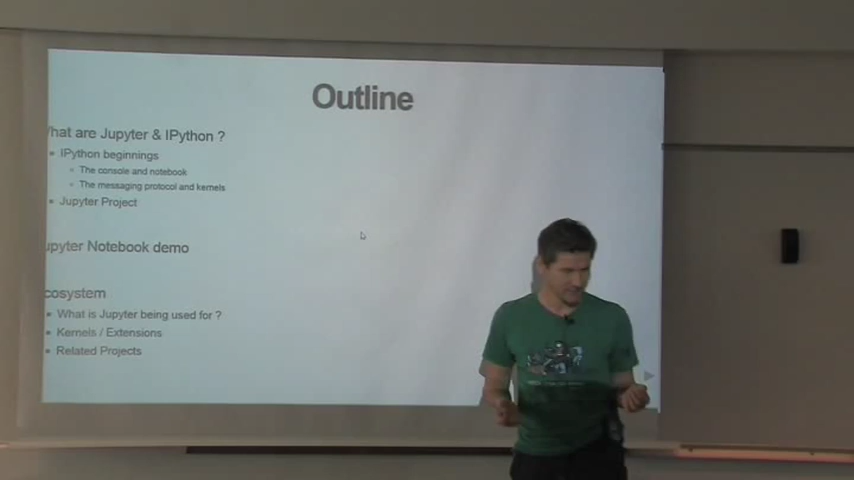 Outline
hat are Jupyter & IPython ?
IPython beginnings
The console and notebook
The messaging protocol and kernels
Jupyter Project
upyter Notebook demo
cosystem
What is Jupyter being used for ?
Kernels / Extensions
Related Projects